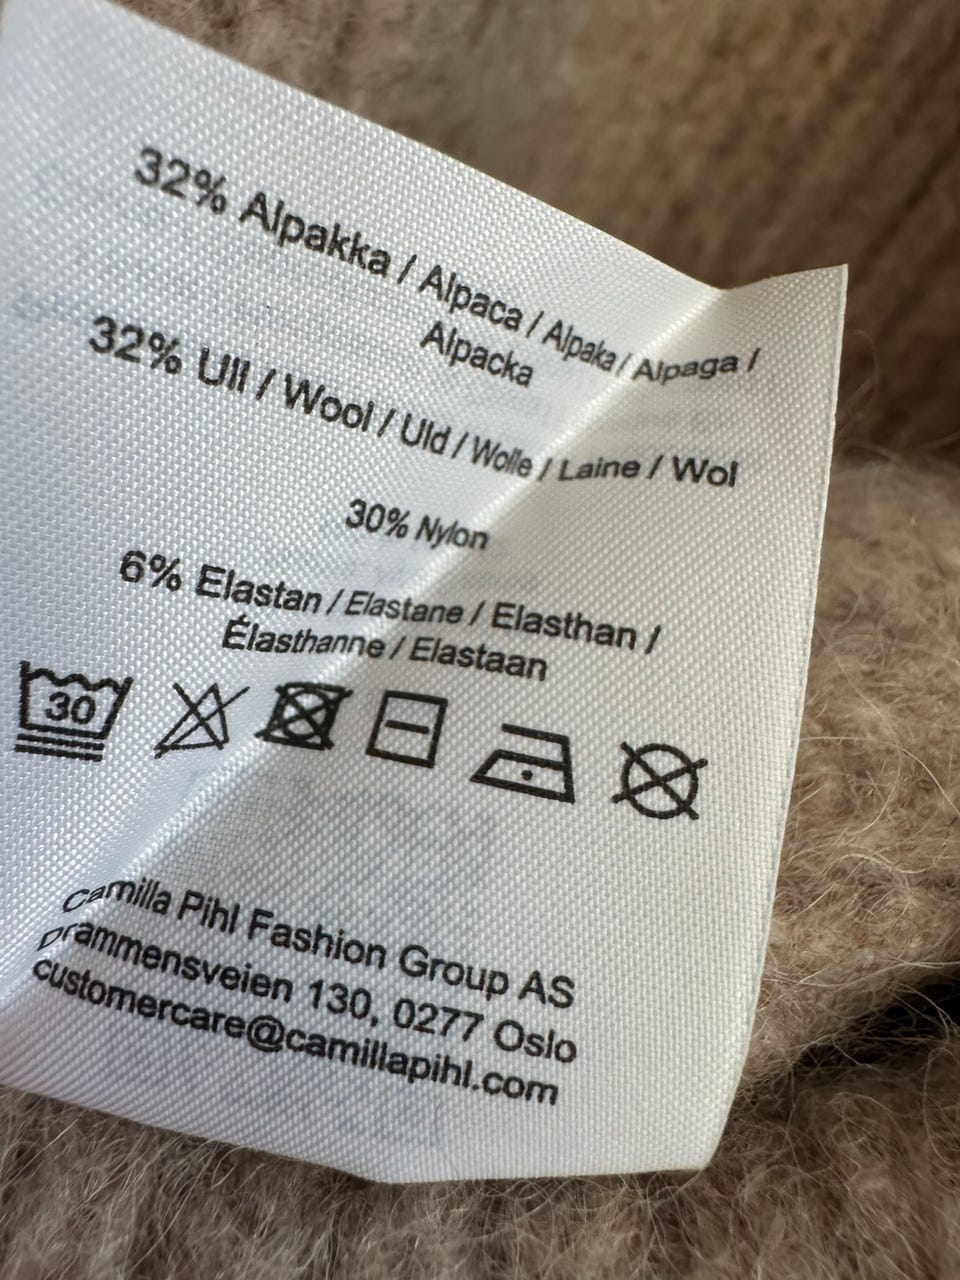 32% Alpakka / Alpaca / Alpaka / Alpaga /
Alpacka
32% Ull / Wool / Uld / Wolle / Laine / Wol
30% Nylon
6% Elastan / Elastane / Elasthan /
Élasthanne / Elastaan
30
Camilla Pihl Fashion Group AS
Drammensveien 130, 0277 Oslo
customercare@camillapihl.com